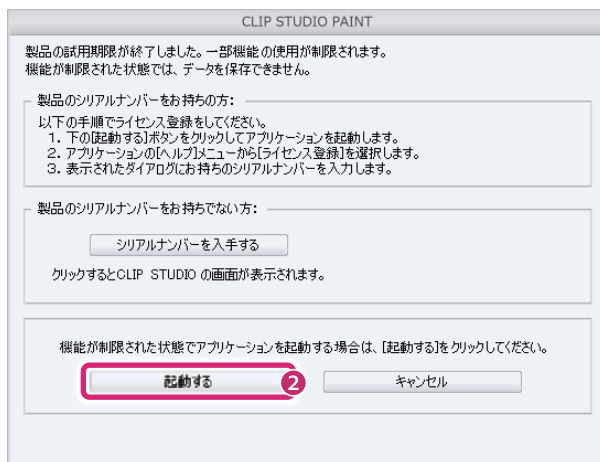 CLIP STUDIO PAINT
製品の試用期限が終了しました。一部機能の使用が制限されます。
機能が制限された状態では、データを保存できません。
製品のシリアルナンバーをお持ちの方:
以下の手順でライセンス登録をしてください。
1. 下の[起動する]ボタンをクリックしてアプリケーションを起動します。
2. アプリケーションの[ヘルプ]メニューから[ライセンス登録]を選択します。
3. 表示されたダイアログにお持ちのシリアルナンバーを入力します。
製品のシリアルナンバーをお持ちでない方:
シリアルナンバーを入手する
クリックするとCLIP STUDIO の画面が表示されます。
機能が制限された状態でアプリケーションを起動する場合は、[起動する]をクリックしてください。
起動する 2 キャンセル